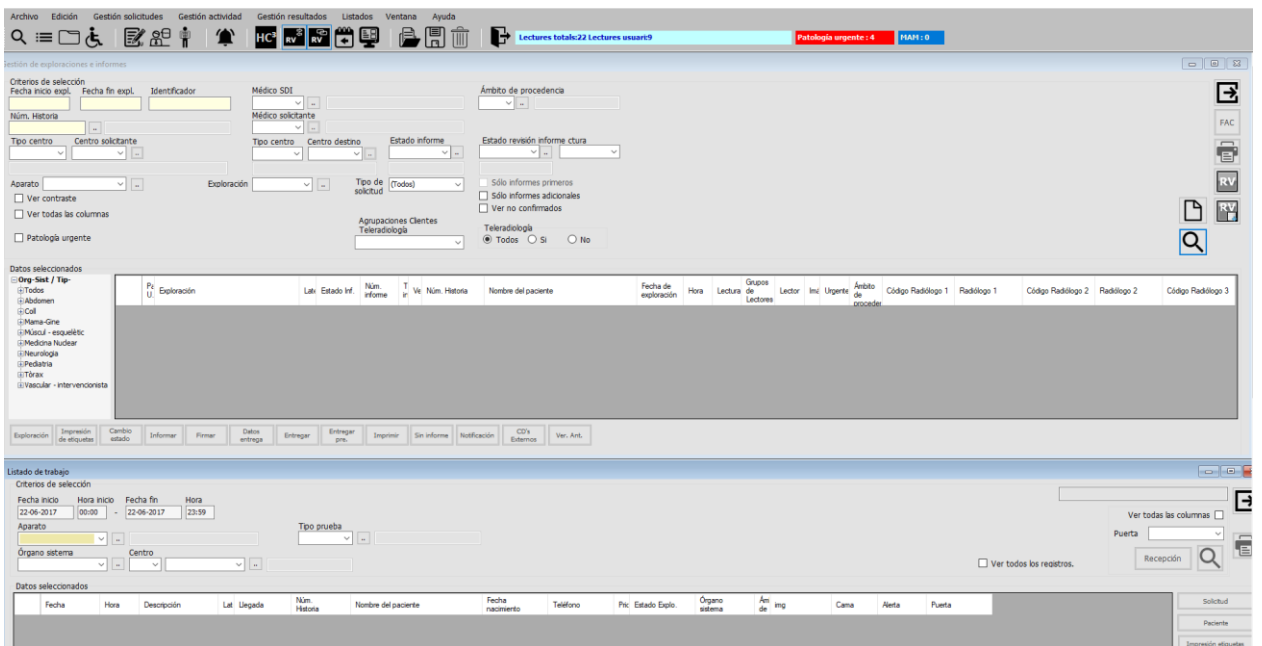 Archivo Edición Gestión solicitudes Gestión actividad Gestión resultados Listados Ventana Ayuda
HC3 RV RV Lectures totals:22 Lectures usuari:9 Patología urgente : 4 MAM : 0
Gestión de exploraciones e informes
Criterios de selección
Fecha inicio expl. Fecha fin expl. Identificador Médico SDI Ámbito de procedencia
Núm. Historia Médico solicitante
FAC
Tipo centro Centro solicitante Tipo centro Centro destino Estado informe Estado revisión informe ctura
Aparato Exploración Tipo de solicitud (Todos) Sólo informes primeros
RV
Ver contraste Sólo informes adicionales
Ver no confirmados
Ver todas las columnas RV
Agrupaciones Clientes Teleradiología
Teleradiología
Patología urgente Todos Si No
Datos seleccionados
Org-Sist / Tip-
Todos
Abdomen
Coll
Mama-Gine
Múscul - esquelètic
Medicina Nuclear
Neurologia
Pediatria
Tòrax
Vascular - intervencionista
Exploración Estado Inf. Núm. informe Núm. Historia Nombre del paciente Fecha de exploración Hora Lectura Grupos de Lectores Lector Urgente Ámbito de Código Radiólogo 1 Radiólogo 1 Código Radiólogo 2 Radiólogo 2 Código Radiólogo 3
Exploración Impresión de etiquetas Cambio estado Informar Firmar Datos entrega Entregar Entregar pre. Imprimir Sin informe Notificación CD's Externos Ver. Ant.
Listado de trabajo
Criterios de selección
Fecha inicio Hora inicio Fecha fin Hora
22-06-2017 00:00 - 22-06-2017 23:59
Ver todas las columnas
Aparato Tipo prueba
Puerta
Órgano sistema Centro
Ver todos los registros. Recepción
Datos seleccionados
Fecha Hora Descripción Lat Llegada Núm. Historia Nombre del paciente Fecha nacimiento Teléfono Estado Explo. Órgano sistema img Cama Alerta Puerta
Solicitud
Paciente
Impresión etiquetas